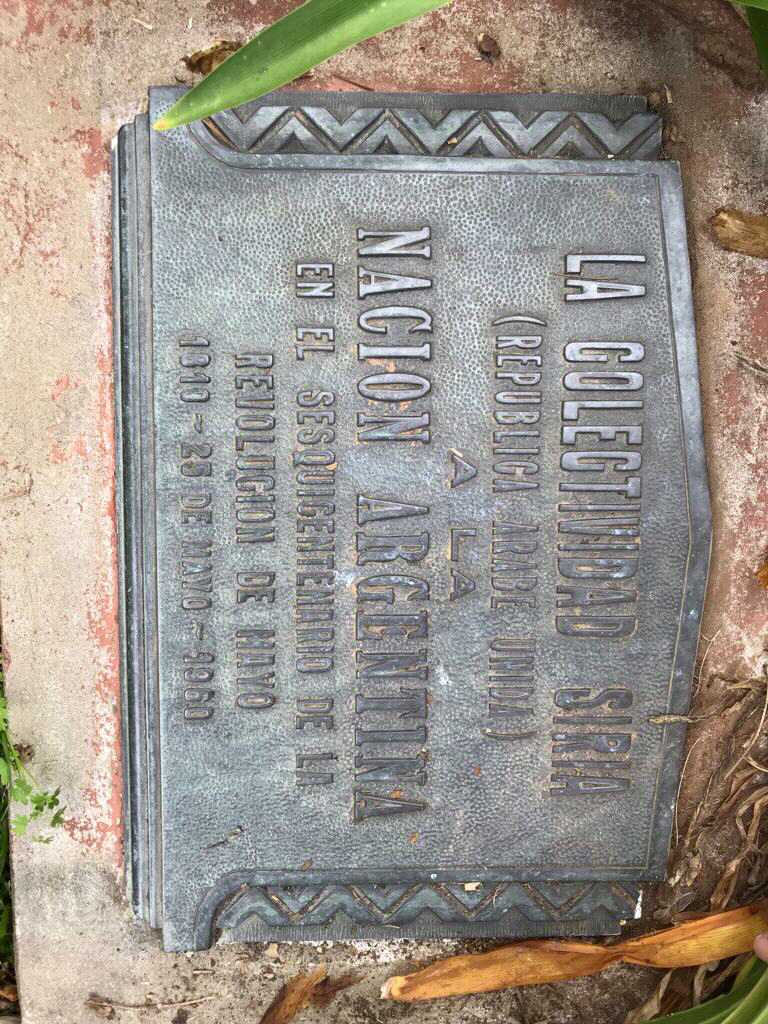 LA COLECTIVIDAD SIRIA
(REPUBLICA ARABE UNIDA)
A LA
NACION ARGENTINA
EN EL SESQUICENTENARIO DE LA
REVOLUCION DE MAYO
1810 ~ 25 DE MAYO ~ 1960